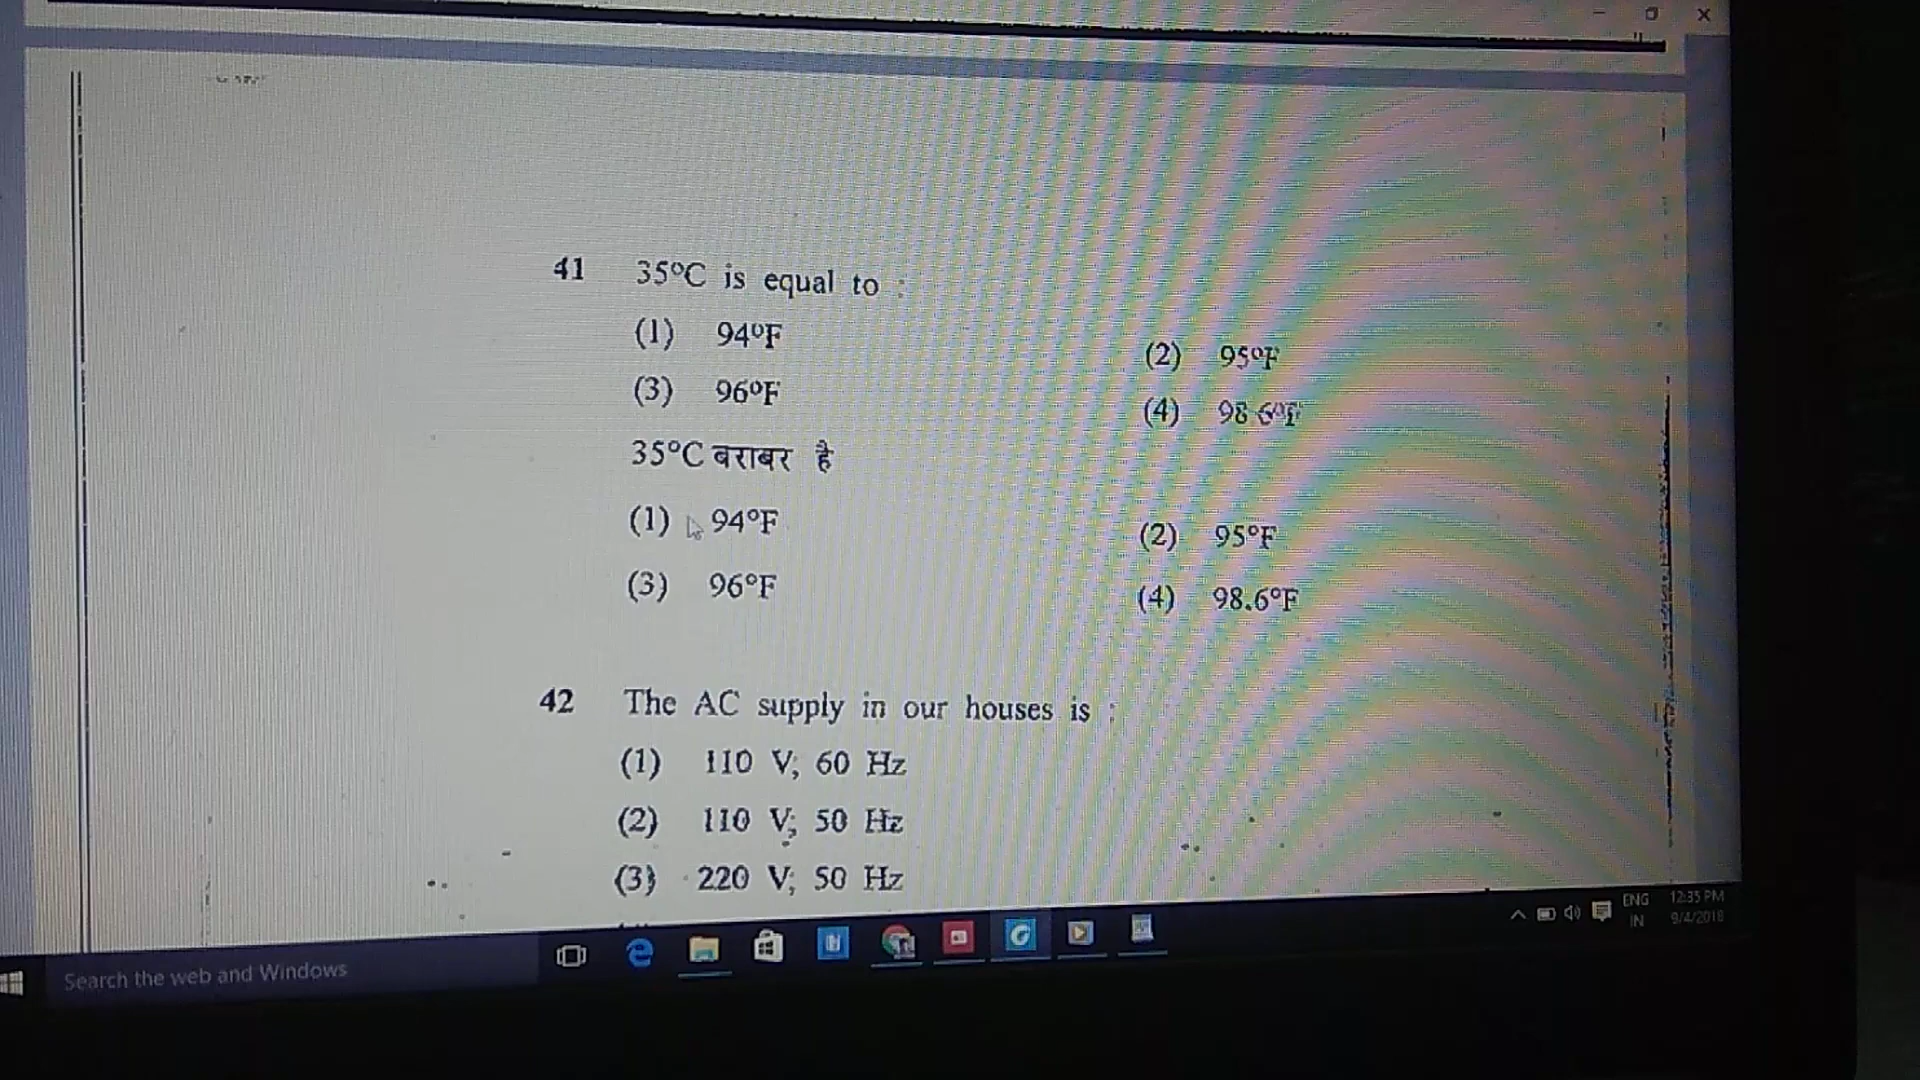 41 35°C is equal to :
(1) 94°F (2) 95°F
(3) 96°F (4) 98.6°F
35°C बराबर है
(1) 94°F (2) 95°F
(3) 96°F (4) 98.6°F
42 The AC supply in our houses is :
(1) 110 V; 60 Hz
(2) 110 V; 50 Hz
(3) 220 V; 50 Hz
Search the web and Windows
ENG 12:35 PM
IN 9/4/2018